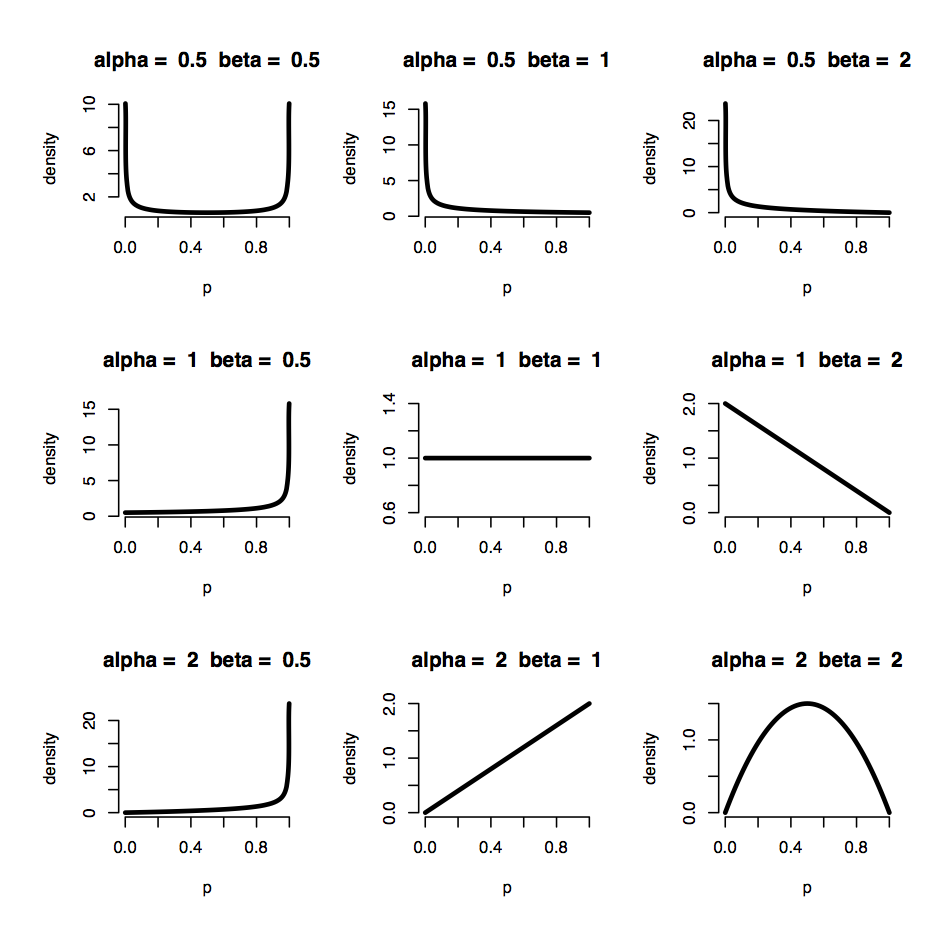 alpha = 0.5 beta = 0.5
density
10
6
2
0.0 0.4 0.8
p
alpha = 0.5 beta = 1
density
15
10
5
0
0.0 0.4 0.8
p
alpha = 0.5 beta = 2
density
20
10
0
0.0 0.4 0.8
p
alpha = 1 beta = 0.5
density
15
10
5
0
0.0 0.4 0.8
p
alpha = 1 beta = 1
density
1.4
1.0
0.6
0.0 0.4 0.8
p
alpha = 1 beta = 2
density
2.0
1.0
0.0
0.0 0.4 0.8
p
alpha = 2 beta = 0.5
density
20
10
0
0.0 0.4 0.8
p
alpha = 2 beta = 1
density
2.0
1.0
0.0
0.0 0.4 0.8
p
alpha = 2 beta = 2
density
1.0
0.0
0.0 0.4 0.8
p